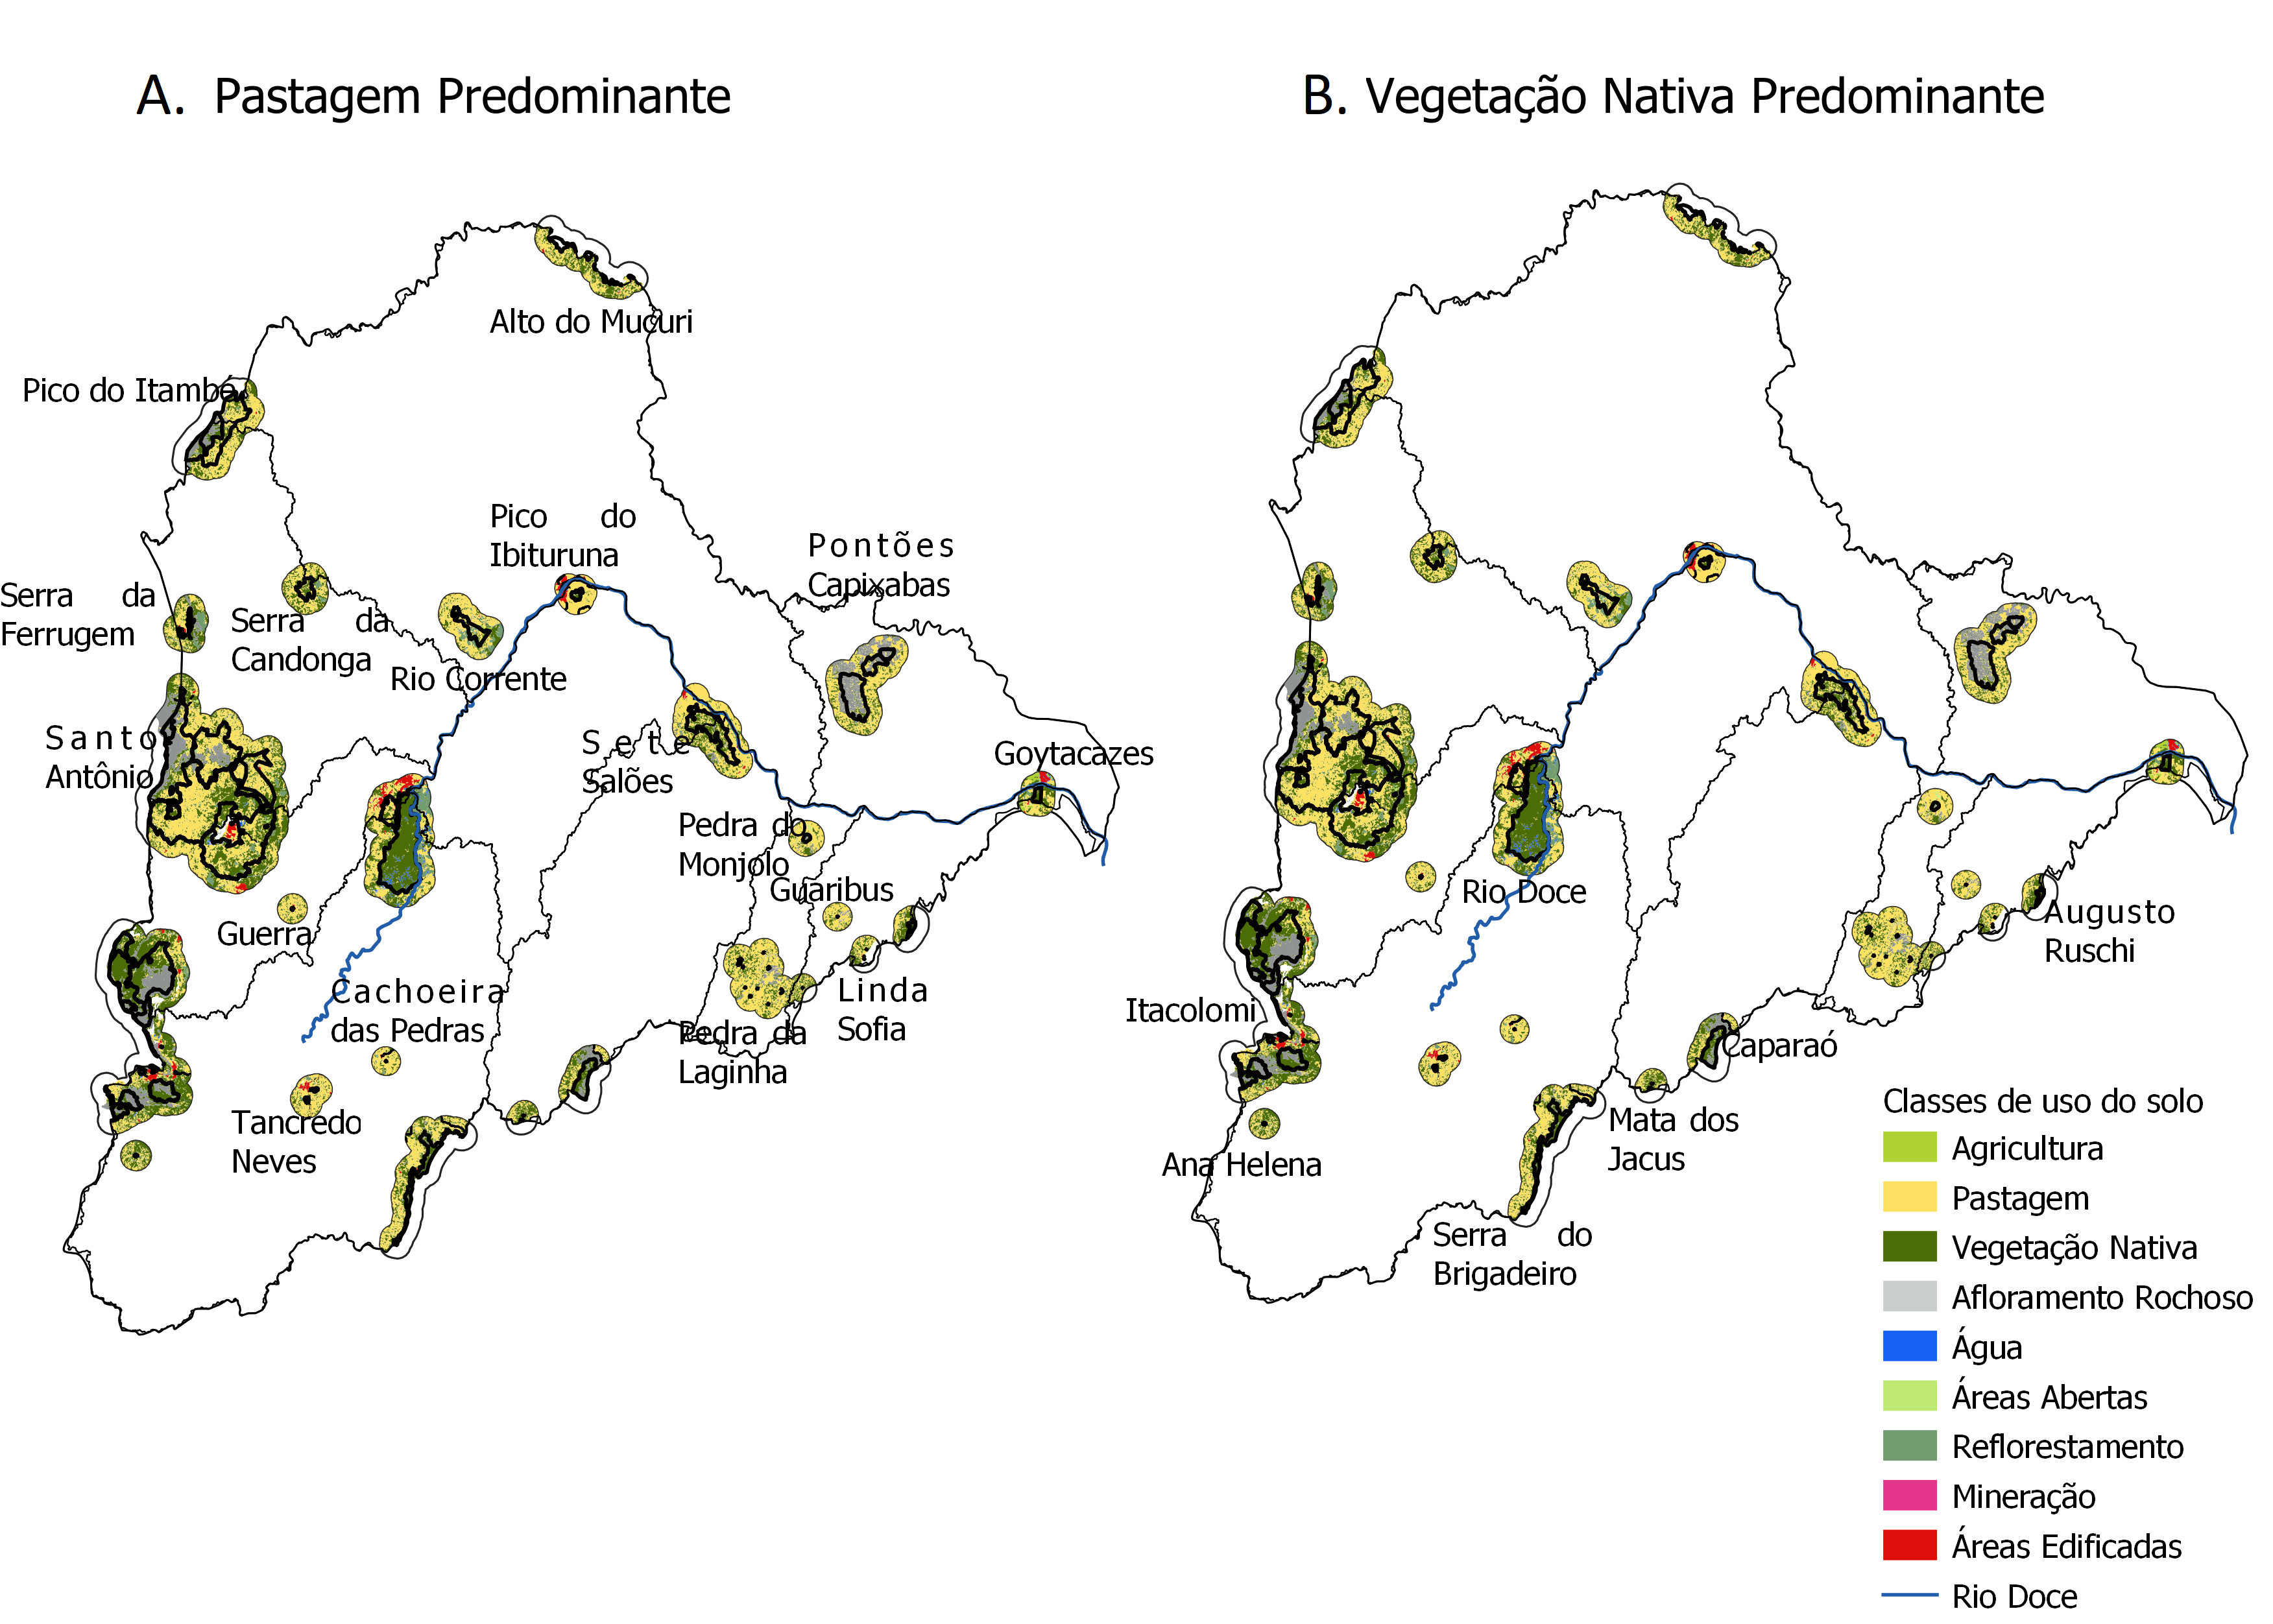 A. Pastagem Predominante
B. Vegetação Nativa Predominante
Alto do Mucuri
Pico do Itambé
Pico do
Ibituruna
Pontões
Capixabas
Serra da
Ferrugem
Serra da
Candonga
Rio Corrente
Santo
Antônio
Sete
Salões
Goytacazes
Pedra do
Monjolo
Guaribus
Guerra
Cachoeira
das Pedras
Linda
Sofia
Pedra da
Laginha
Tancredo
Neves
Rio Doce
Augusto
Ruschi
Itacolomi
Caparaó
Mata dos
Jacus
Ana Helena
Serra do
Brigadeiro
Classes de uso do solo
Agricultura
Pastagem
Vegetação Nativa
Afloramento Rochoso
Água
Áreas Abertas
Reflorestamento
Mineração
Áreas Edificadas
Rio Doce